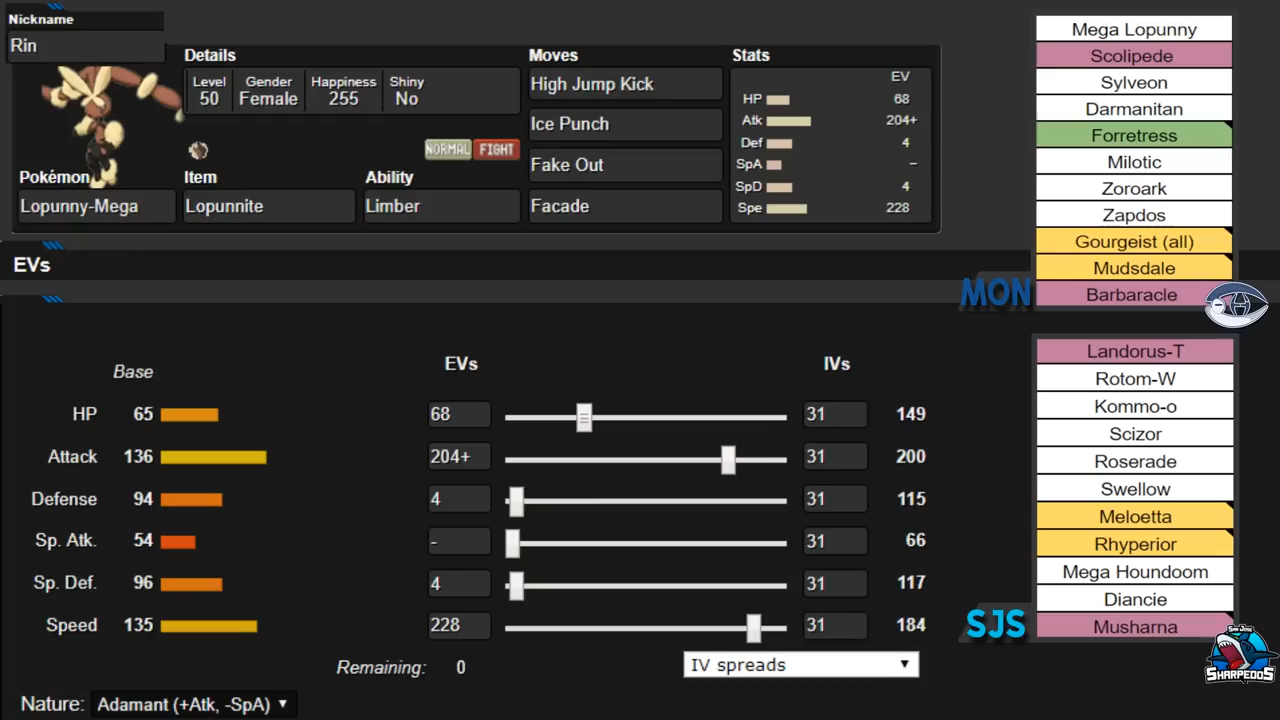 Nickname
Rin
Details
Level Gender Happiness Shiny
50 Female 255 No
NORMAL FIGHT
Pokémon Item Ability
Lopunny-Mega Lopunnite Limber
Moves
High Jump Kick
Ice Punch
Fake Out
Facade
Stats
EV
HP 68
Atk 204+
Def 4
SpA –
SpD 4
Spe 228
EVs
Base EVs IVs
HP 65 68 31 149
Attack 136 204+ 31 200
Defense 94 4 31 115
Sp. Atk. 54 - 31 66
Sp. Def. 96 4 31 117
Speed 135 228 31 184
Remaining: 0
IV spreads
Nature: Adamant (+Atk, -SpA)
Mega Lopunny
Scolipede
Sylveon
Darmanitan
Forretress
Milotic
Zoroark
Zapdos
Gourgeist (all)
Mudsdale
MON Barbaracle
Landorus-T
Rotom-W
Kommo-o
Scizor
Roserade
Swellow
Meloetta
Rhyperior
Mega Houndoom
Diancie
SJS Musharna
SAN JOSE
SHARPEDOS